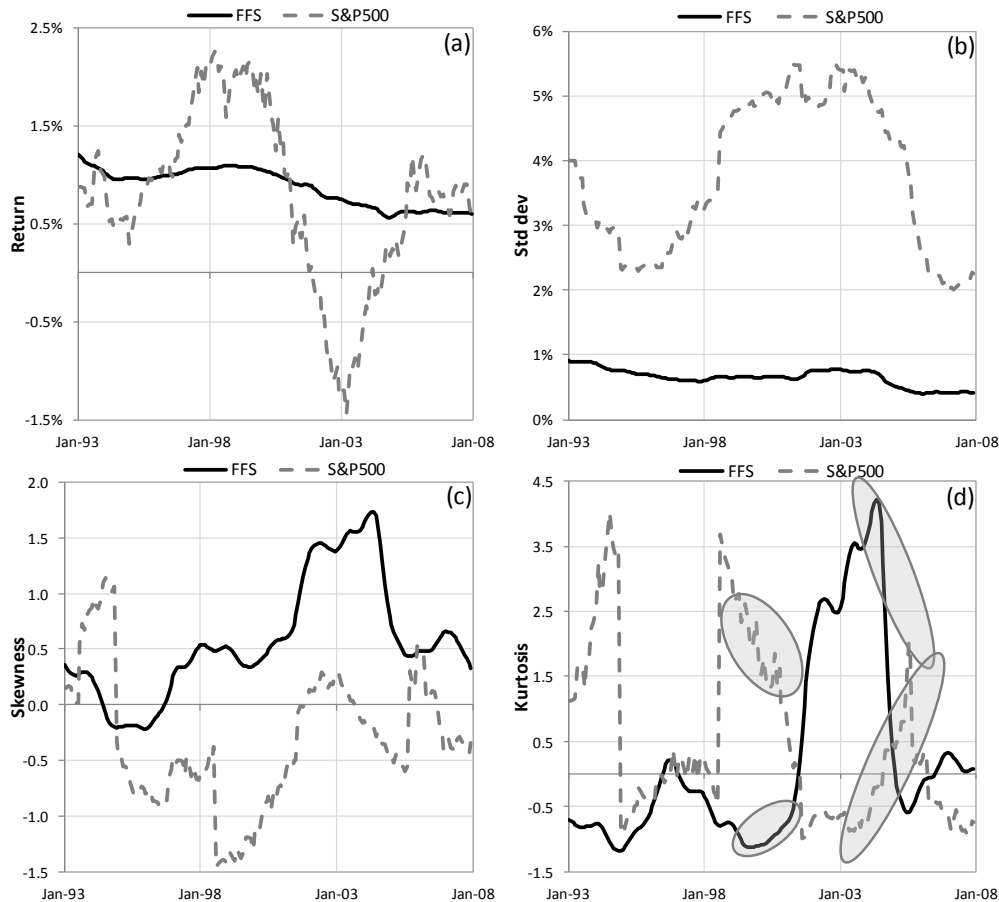 FFS S&P500
(a)
2.5%
1.5%
0.5%
-0.5%
-1.5%
Return
Jan-93 Jan-98 Jan-03 Jan-08
FFS S&P500
(b)
6%
5%
4%
3%
2%
1%
0%
Std dev
Jan-93 Jan-98 Jan-03 Jan-08
FFS S&P500
(c)
2.0
1.5
1.0
0.5
0.0
-0.5
-1.0
-1.5
Skewness
Jan-93 Jan-98 Jan-03 Jan-08
FFS S&P500
(d)
4.5
3.5
2.5
1.5
0.5
-0.5
-1.5
Kurtosis
Jan-93 Jan-98 Jan-03 Jan-08